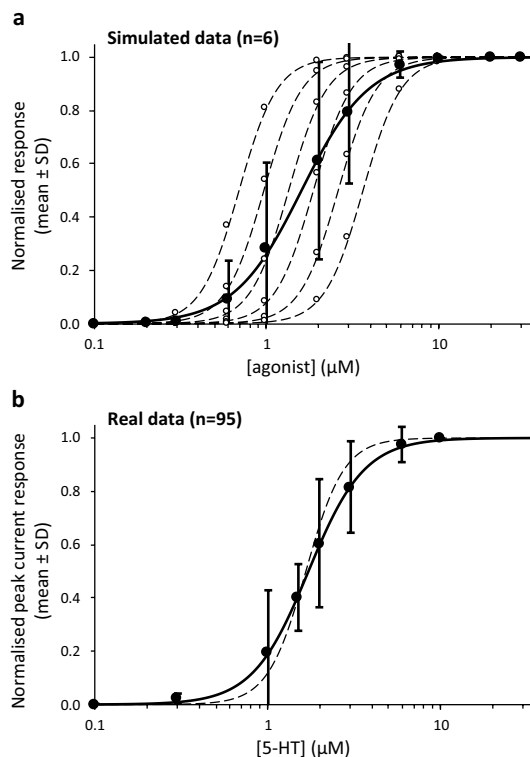 a
Simulated data (n=6)
Normalised response
(mean ± SD)
1.0
0.8
0.6
0.4
0.2
0.0
0.1
1
10
[agonist] (µM)
b
Real data (n=95)
Normalised peak current response
(mean ± SD)
1.0
0.8
0.6
0.4
0.2
0.0
0.1
1
10
[5-HT] (µM)